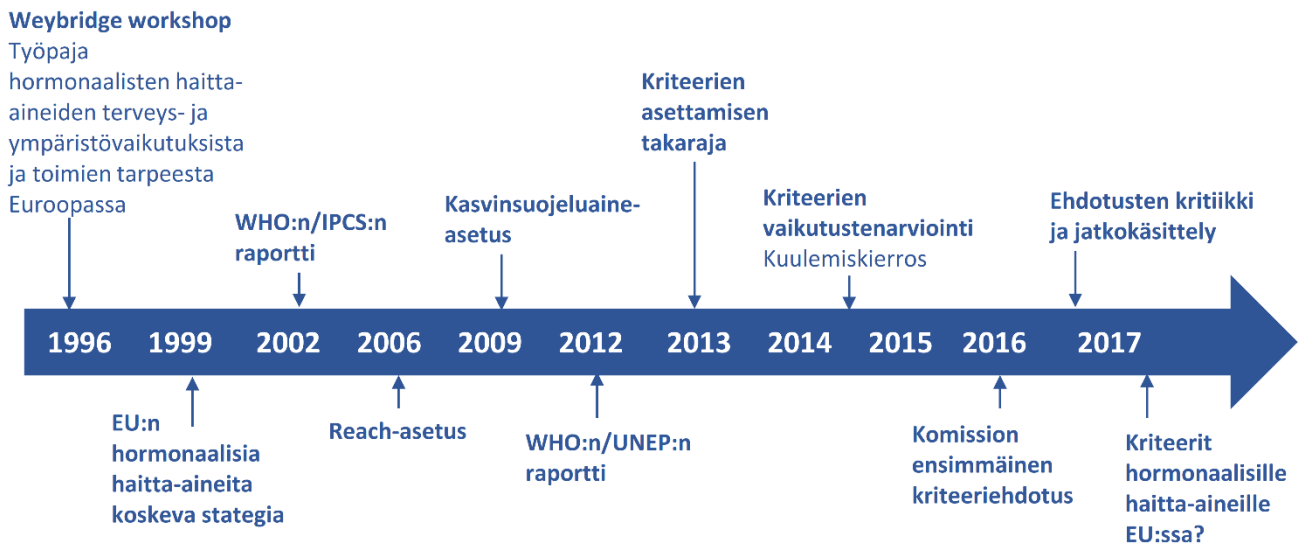 Weybridge workshop
Työpaja
hormonaalisten haitta-
aineiden terveys- ja
ympäristövaikutuksista
ja toimien tarpeesta
Euroopassa
WHO:n/IPCS:n
raportti
Kasvinsuojeluaine-
asetus
Kriteerien
asettamisen
takaraja
Kriteerien
vaikutustenarviointi
Kuulemiskierros
Ehdotusten kritiikki
ja jatkokäsittely
1996 1999 2002 2006 2009 2012 2013 2014 2015 2016 2017
EU:n
hormonaalisia
haitta-aineita
koskeva stategia
Reach-asetus
WHO:n/UNEP:n
raportti
Komission
ensimmäinen
kriteeriehdotus
Kriteerit
hormonaalisille
haitta-aineille
EU:ssa?